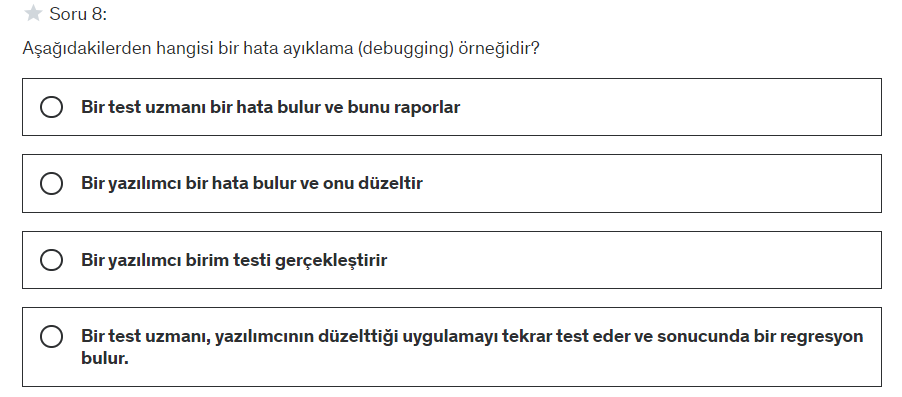 Soru 8:
Aşağıdakilerden hangisi bir hata ayıklama (debugging) örneğidir?
Bir test uzmanı bir hata bulur ve bunu raporlar
Bir yazılımcı bir hata bulur ve onu düzeltir
Bir yazılımcı birim testi gerçekleştirir
Bir test uzmanı, yazılımcının düzelttiği uygulamayı tekrar test eder ve sonucunda bir regresyon
bulur.